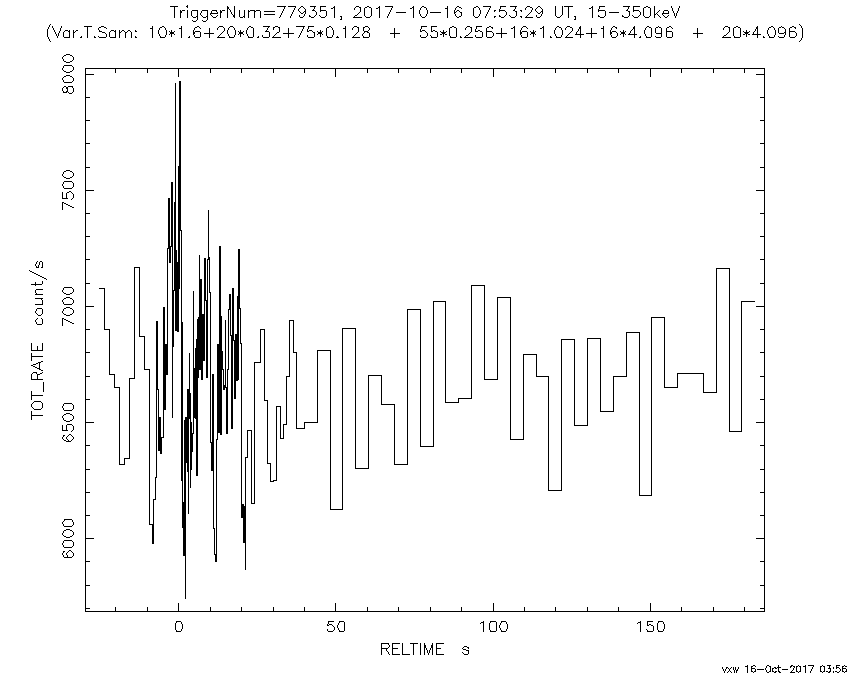 TriggerNum=779351, 2017-10-16 07:53:29 UT, 15-350keV
(Var.T.Sam: 10*1.6+20*0.32+75*0.128 + 55*0.256+16*1.024+16*4.096 + 20*4.096)
8000
7500
7000
6500
6000
TOT_RATE count/s
0 50 100 150
RELTIME s
vxw 16-Oct-2017 03:56